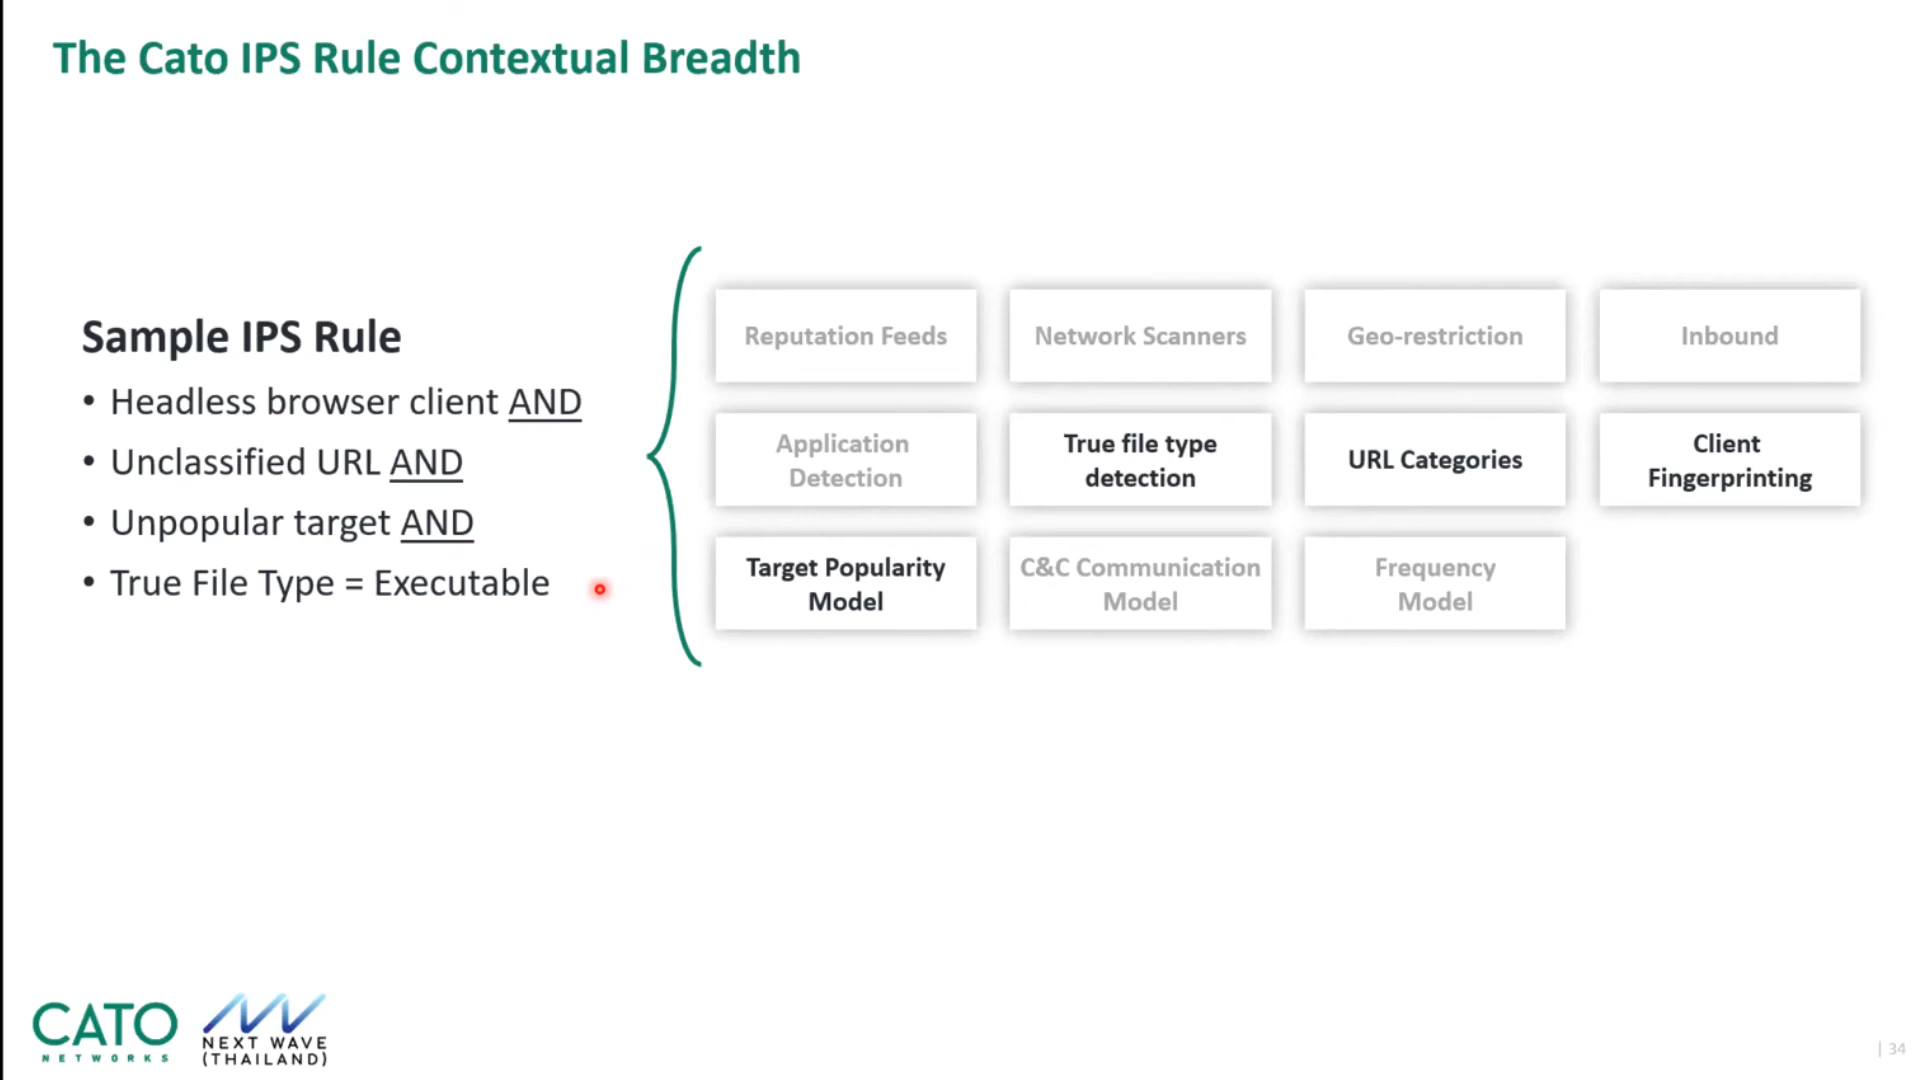 The Cato IPS Rule Contextual Breadth
Sample IPS Rule
• Headless browser client AND
• Unclassified URL AND
• Unpopular target AND
• True File Type = Executable
Reputation Feeds
Network Scanners
Geo-restriction
Inbound
Application
Detection
True file type
detection
URL Categories
Client
Fingerprinting
Target Popularity
Model
C&C Communication
Model
Frequency
Model
CATO
NETWORKS
NEXT WAVE
(THAILAND)
| 34